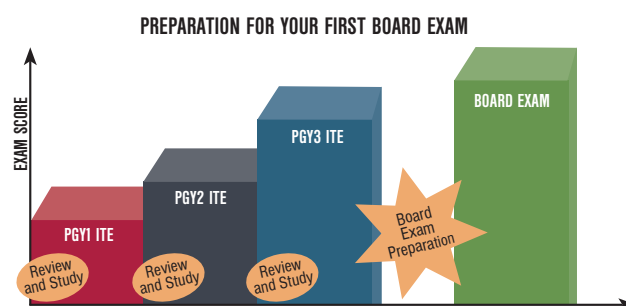 PREPARATION FOR YOUR FIRST BOARD EXAM
EXAM SCORE
PGY1 ITE
PGY2 ITE
PGY3 ITE
BOARD EXAM
Review
and Study
Review
and Study
Review
and Study
Board
Exam
Preparation